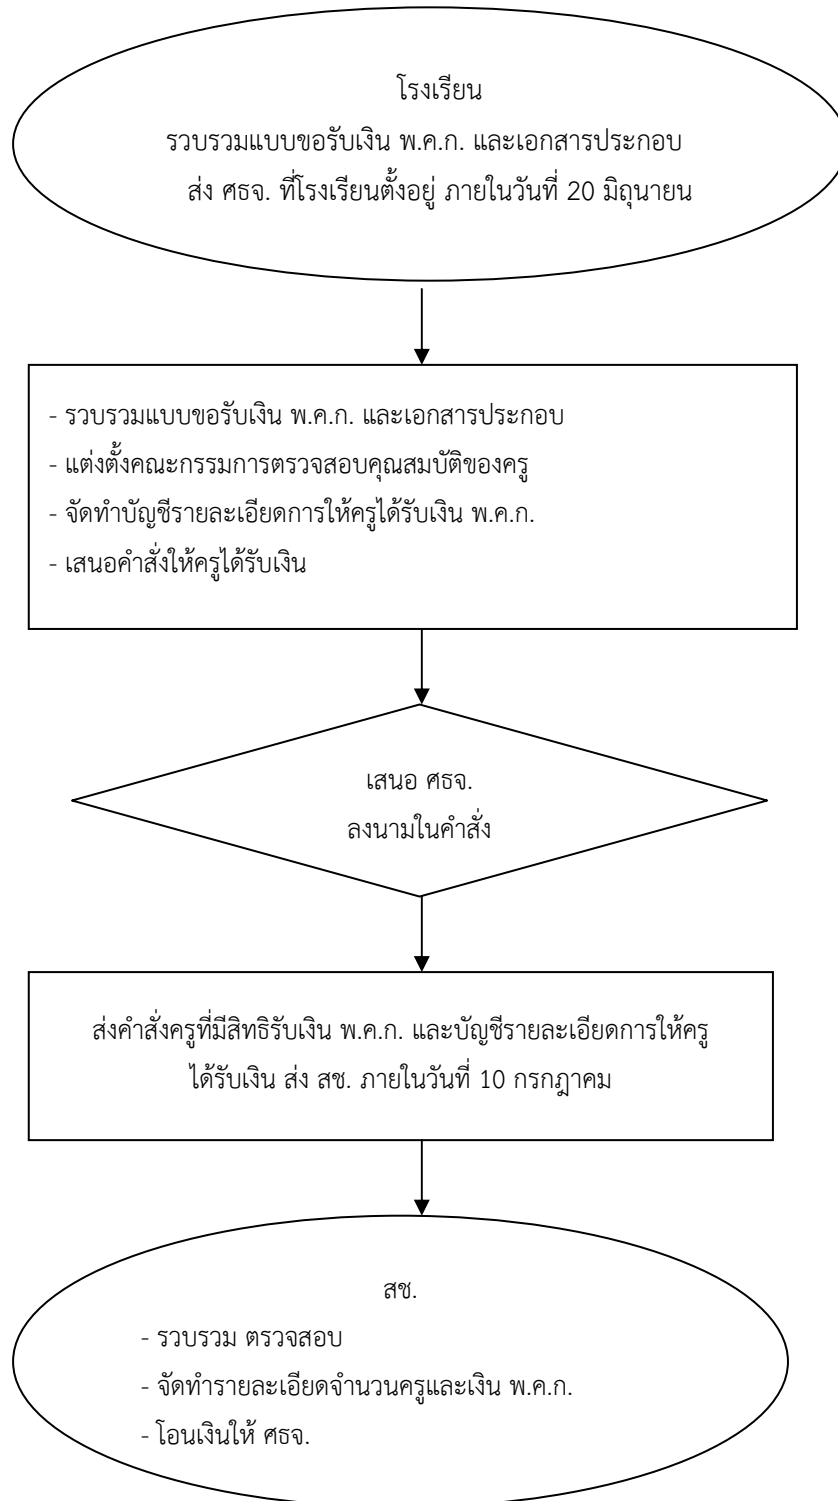 โรงเรียน
รวบรวมแบบขอรับเงิน พ.ค.ก. และเอกสารประกอบ
ส่ง ศธจ. ที่โรงเรียนตั้งอยู่ ภายในวันที่ 20 มิถุนายน
- รวบรวมแบบขอรับเงิน พ.ค.ก. และเอกสารประกอบ
- แต่งตั้งคณะกรรมการตรวจสอบคุณสมบัติของครู
- จัดทำบัญชีรายละเอียดการให้ครูได้รับเงิน พ.ค.ก.
- เสนอคำสั่งให้ครูได้รับเงิน
เสนอ ศธจ.
ลงนามในคำสั่ง
ส่งคำสั่งครูที่มีสิทธิรับเงิน พ.ค.ก. และบัญชีรายละเอียดการให้ครู
ได้รับเงิน ส่ง สช. ภายในวันที่ 10 กรกฎาคม
สช.
- รวบรวม ตรวจสอบ
- จัดทำรายละเอียดจำนวนครูและเงิน พ.ค.ก.
- โอนเงินให้ ศธจ.